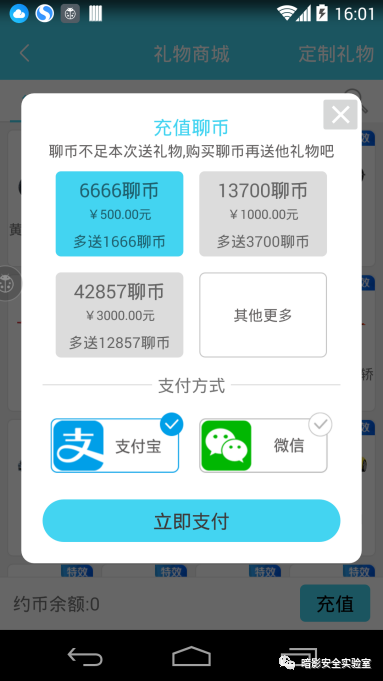 16:01
礼物商城
定制礼物
充值聊币
聊币不足本次送礼物,购买聊币再送他礼物吧
6666聊币
￥500.00元
多送1666聊币
13700聊币
￥1000.00元
多送3700聊币
42857聊币
￥3000.00元
多送12857聊币
其他更多
支付方式
支 支付宝
微信
立即支付
黄
效
效
轿
特效
特效
特效
特效
约币余额:0
充值
暗影安全实验室